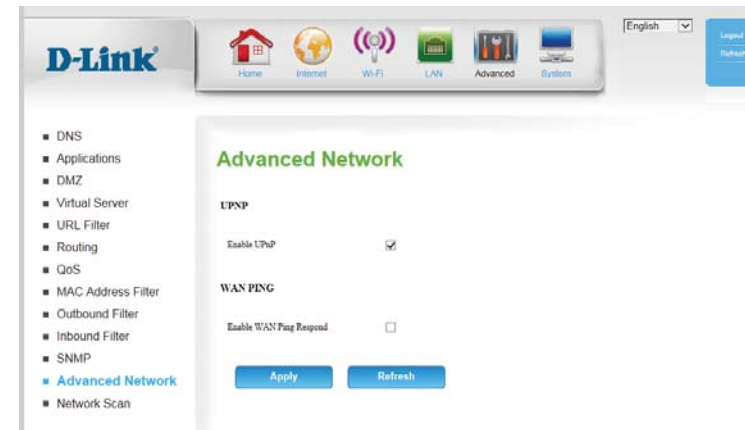 D-Link
Home
Internet
Wi-Fi
LAN
Advanced
System
English
Logout
Refresh
DNS
Applications
DMZ
Virtual Server
URL Filter
Routing
QoS
MAC Address Filter
Outbound Filter
Inbound Filter
SNMP
Advanced Network
Network Scan
Advanced Network
UPNP
Enable UPnP
WAN PING
Enable WAN Ping Respond
Apply
Refresh